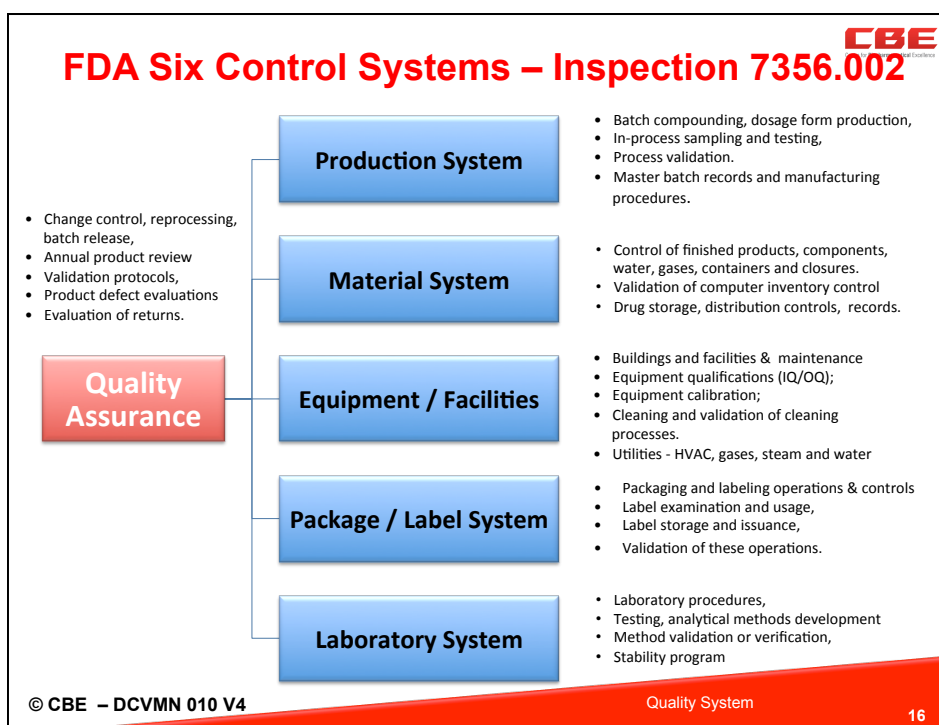 CBE
FDA Six Control Systems – Inspection 7356.002
Production System
• Batch compounding, dosage form production,
• In-process sampling and testing,
• Process validation.
• Master batch records and manufacturing
procedures.
• Change control, reprocessing,
batch release,
• Annual product review
• Validation protocols,
• Product defect evaluations
• Evaluation of returns.
Material System
• Control of finished products, components,
water, gases, containers and closures.
• Validation of computer inventory control
• Drug storage, distribution controls, records.
Quality
Assurance
Equipment / Facilities
• Buildings and facilities & maintenance
• Equipment qualifications (IQ/OQ);
• Equipment calibration;
• Cleaning and validation of cleaning
processes.
• Utilities - HVAC, gases, steam and water
Package / Label System
• Packaging and labeling operations & controls
• Label examination and usage,
• Label storage and issuance,
• Validation of these operations.
Laboratory System
• Laboratory procedures,
• Testing, analytical methods development
• Method validation or verification,
• Stability program
© CBE – DCVMN 010 V4
Quality System
16